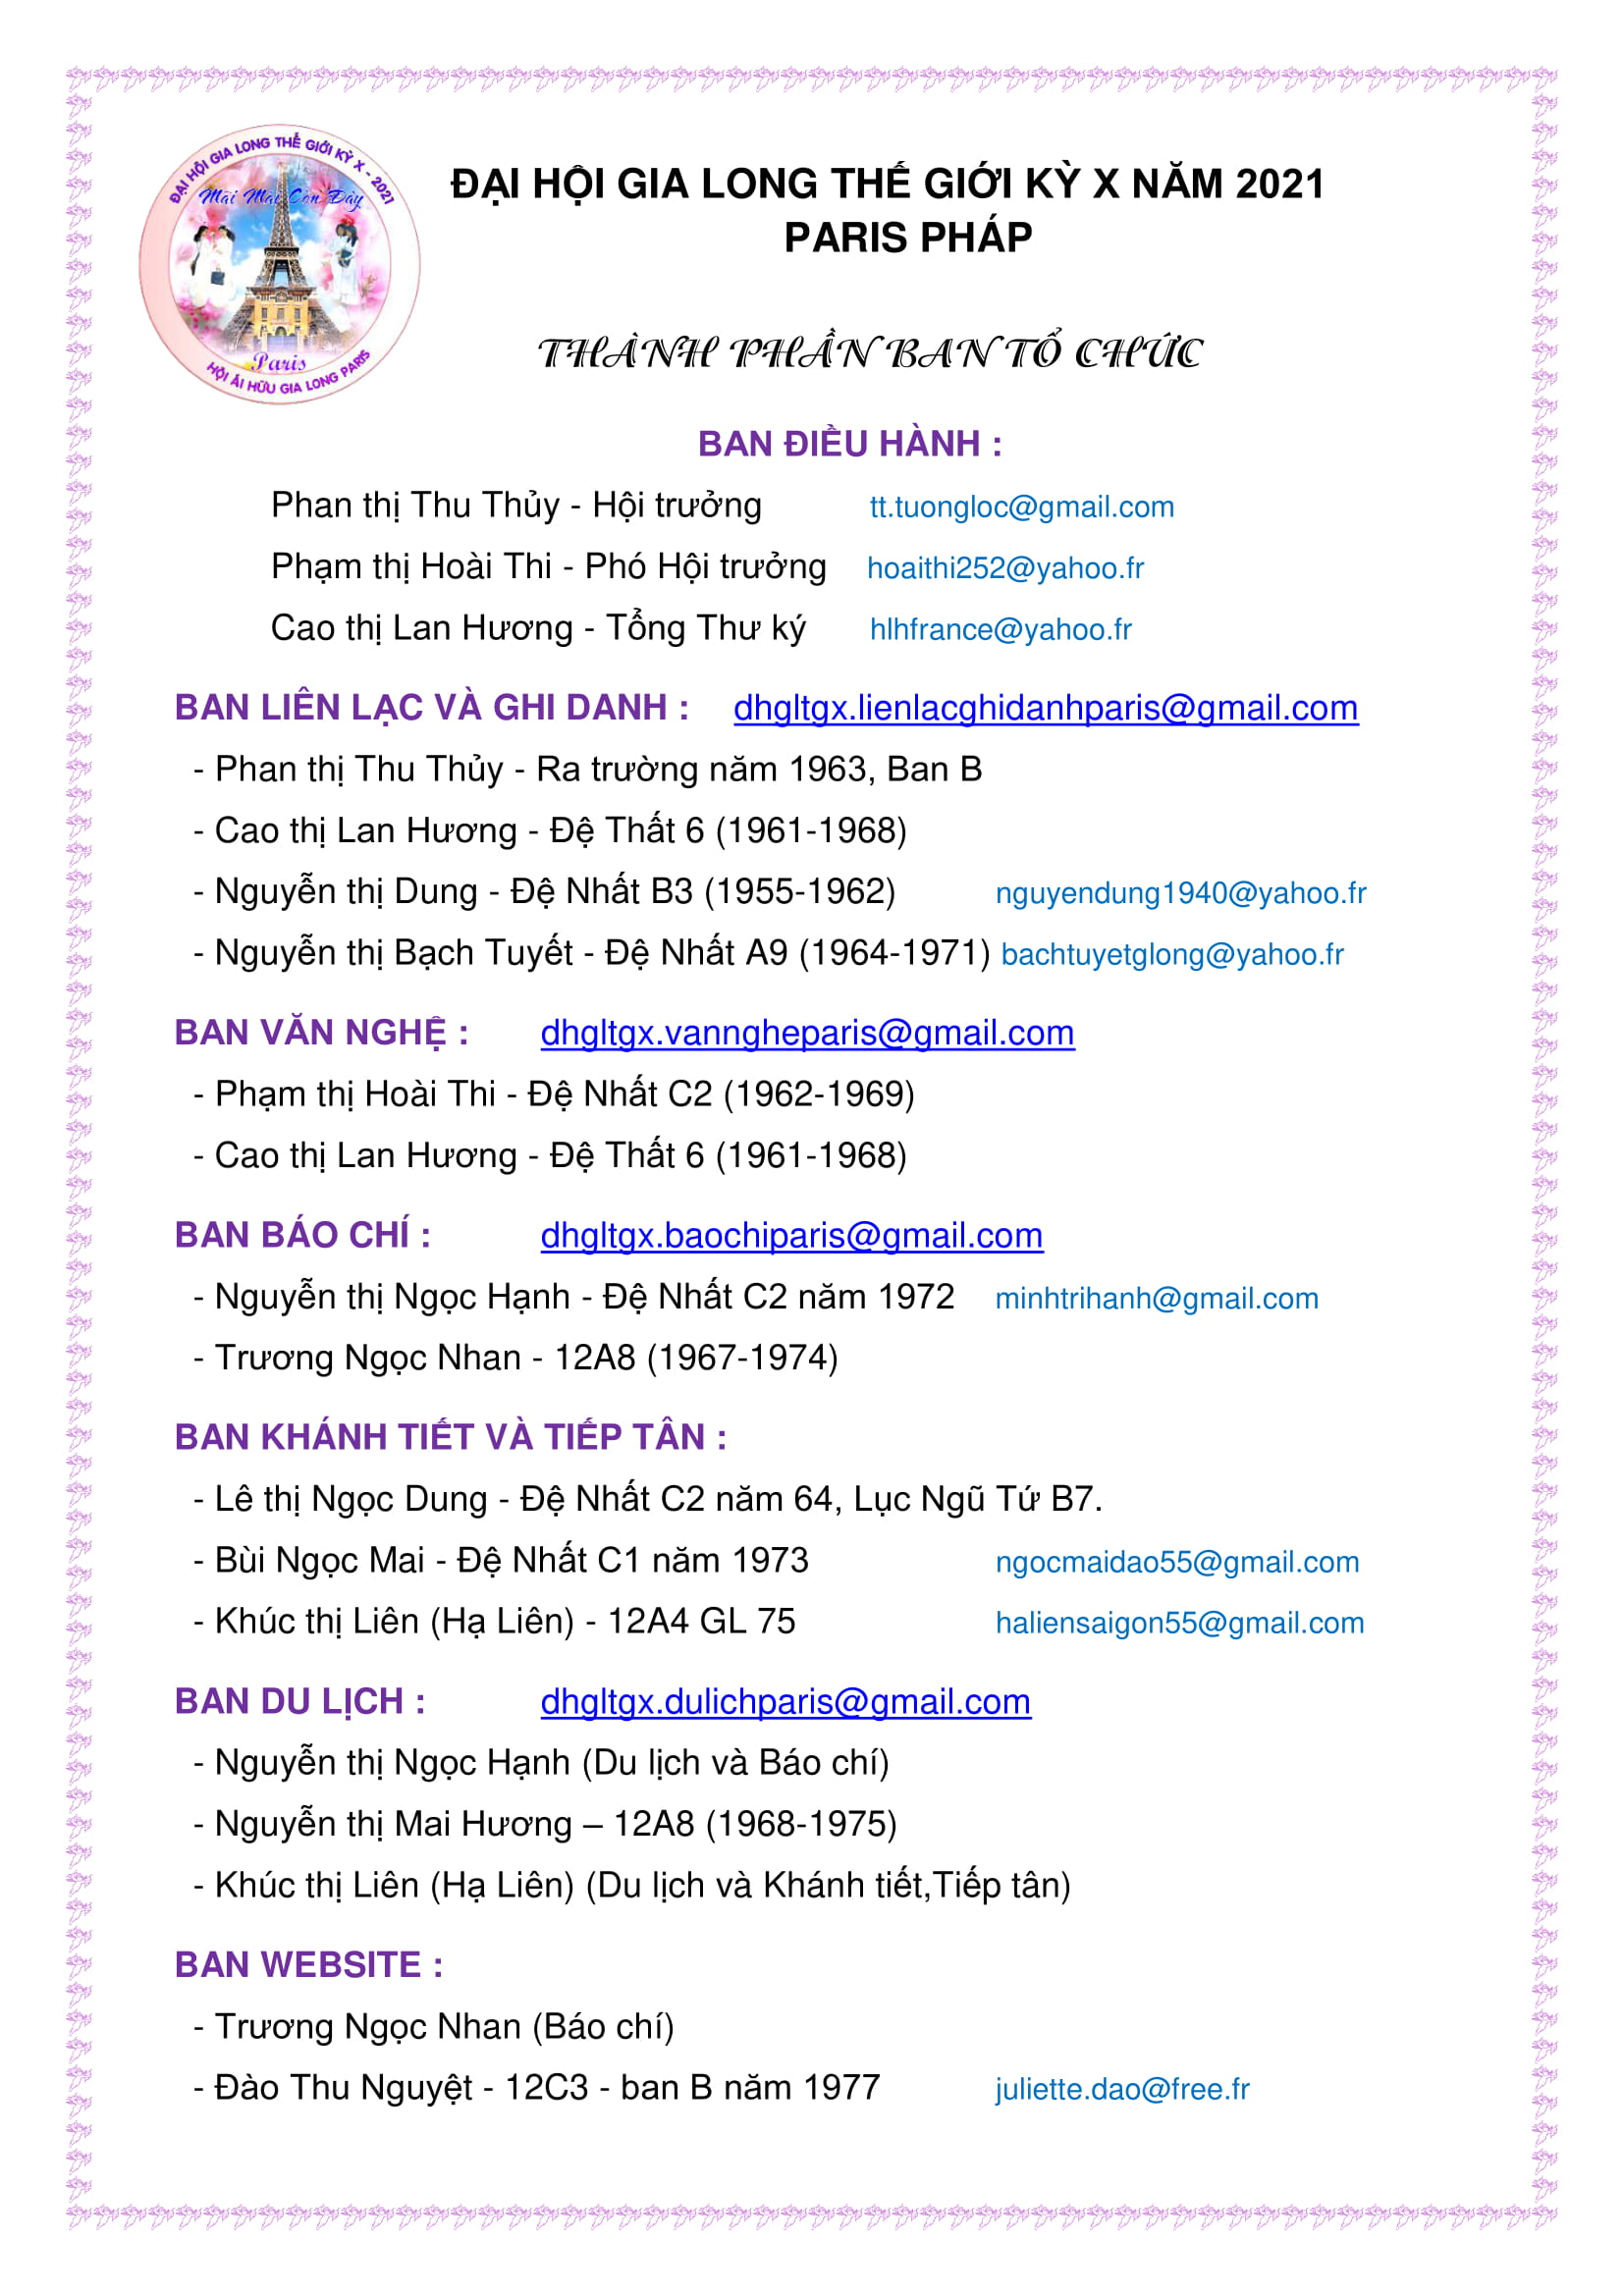 ĐẠI HỘI GIA LONG THẾ GIỚI KỲ X - 2021
Mãi Mãi Còn Đây
Paris
HỘI ÁI HỮU GIA LONG PARIS
ĐẠI HỘI GIA LONG THẾ GIỚI KỲ X NĂM 2021
PARIS PHÁP
THÀNH PHẦN BAN TỔ CHỨC
BAN ĐIỀU HÀNH :
Phan thị Thu Thủy - Hội trưởng tt.tuongloc@gmail.com
Phạm thị Hoài Thi - Phó Hội trưởng hoaithi252@yahoo.fr
Cao thị Lan Hương - Tổng Thư ký hlhfrance@yahoo.fr
BAN LIÊN LẠC VÀ GHI DANH : dhgltgx.lienlacghidanhparis@gmail.com
- Phan thị Thu Thủy - Ra trường năm 1963, Ban B
- Cao thị Lan Hương - Đệ Thất 6 (1961-1968)
- Nguyễn thị Dung - Đệ Nhất B3 (1955-1962) nguyendung1940@yahoo.fr
- Nguyễn thị Bạch Tuyết - Đệ Nhất A9 (1964-1971) bachtuyetglong@yahoo.fr
BAN VĂN NGHỆ : dhgltgx.vanngheparis@gmail.com
- Phạm thị Hoài Thi - Đệ Nhất C2 (1962-1969)
- Cao thị Lan Hương - Đệ Thất 6 (1961-1968)
BAN BÁO CHÍ : dhgltgx.baochiparis@gmail.com
- Nguyễn thị Ngọc Hạnh - Đệ Nhất C2 năm 1972 minhtrihanh@gmail.com
- Trương Ngọc Nhan - 12A8 (1967-1974)
BAN KHÁNH TIẾT VÀ TIẾP TÂN :
- Lê thị Ngọc Dung - Đệ Nhất C2 năm 64, Lục Ngũ Tứ B7.
- Bùi Ngọc Mai - Đệ Nhất C1 năm 1973 ngocmaidao55@gmail.com
- Khúc thị Liên (Hạ Liên) - 12A4 GL 75 haliensaigon55@gmail.com
BAN DU LỊCH : dhgltgx.dulichparis@gmail.com
- Nguyễn thị Ngọc Hạnh (Du lịch và Báo chí)
- Nguyễn thị Mai Hương – 12A8 (1968-1975)
- Khúc thị Liên (Hạ Liên) (Du lịch và Khánh tiết,Tiếp tân)
BAN WEBSITE :
- Trương Ngọc Nhan (Báo chí)
- Đào Thu Nguyệt - 12C3 - ban B năm 1977 juliette.dao@free.fr